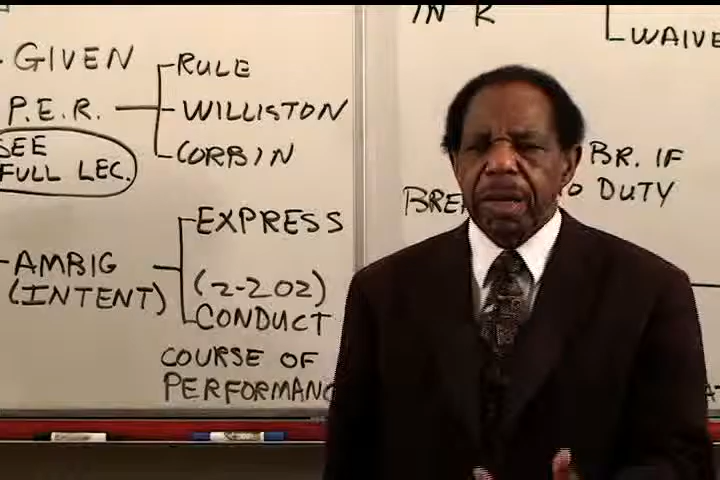 IN K
WAIVE
GIVEN
RULE
P.E.R.
WILLISTON
SEE
FULL LEC.
CORBIN
BR. IF
DUTY
EXPRESS
AMBIG
(INTENT)
(2-202)
CONDUCT
COURSE OF
PERFORMANC